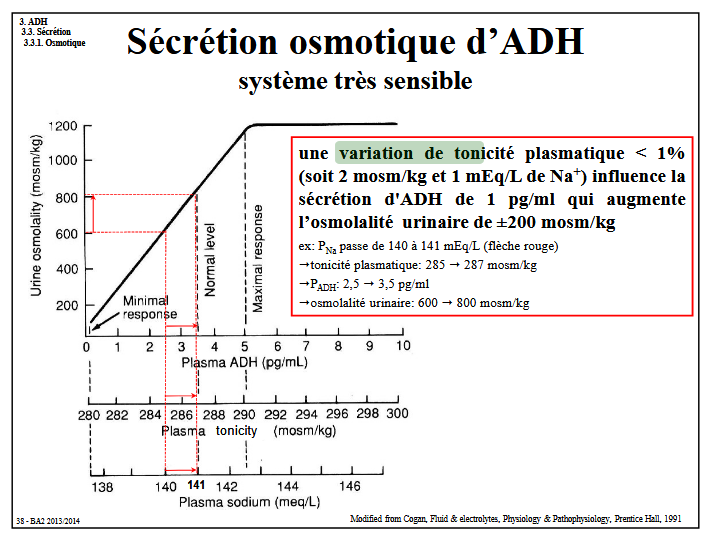 3. ADH
3.3. Sécrétion
3.3.1. Osmotique
Sécrétion osmotique d’ADH
système très sensible
Urine osmolality (mosm/kg)
1200
1000
800
600
400
200
Minimal
response
Normal level
Maximal response
0 1 2 3 4 5 6 7 8 9 10
Plasma ADH (pg/mL)
280 282 284 286 288 290 292 294 296 298 300
Plasma tonicity (mosm/kg)
138 140 141 142 144 146
Plasma sodium (meq/L)
une variation de tonicité plasmatique < 1%
(soit 2 mosm/kg et 1 mEq/L de Na⁺) influence la
sécrétion d'ADH de 1 pg/ml qui augmente
l’osmolalité urinaire de ±200 mosm/kg
ex: PNa passe de 140 à 141 mEq/L (flèche rouge)
→tonicité plasmatique: 285 → 287 mosm/kg
→PADH: 2,5 → 3,5 pg/ml
→osmolalité urinaire: 600 → 800 mosm/kg
38 - BA2 2013/2014
Modified from Cogan, Fluid & electrolytes, Physiology & Pathophysiology, Prentice Hall, 1991